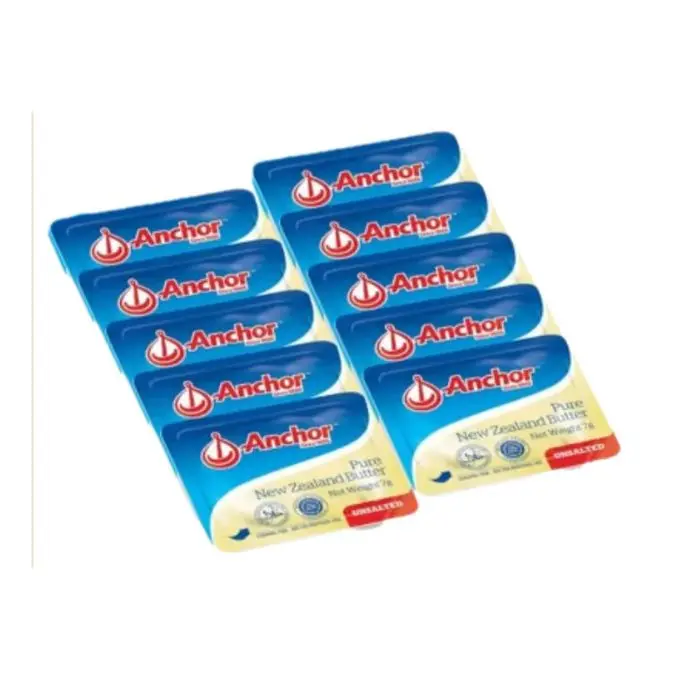 Anchor
Anchor
Anchor
Anchor
Anchor
Pure
New Zealand Butter
Net Weight 7g
UNSALTED
Anchor
Anchor
Anchor
Anchor
Anchor
Pure
New Zealand Butter
Net Weight 7g
UNSALTED